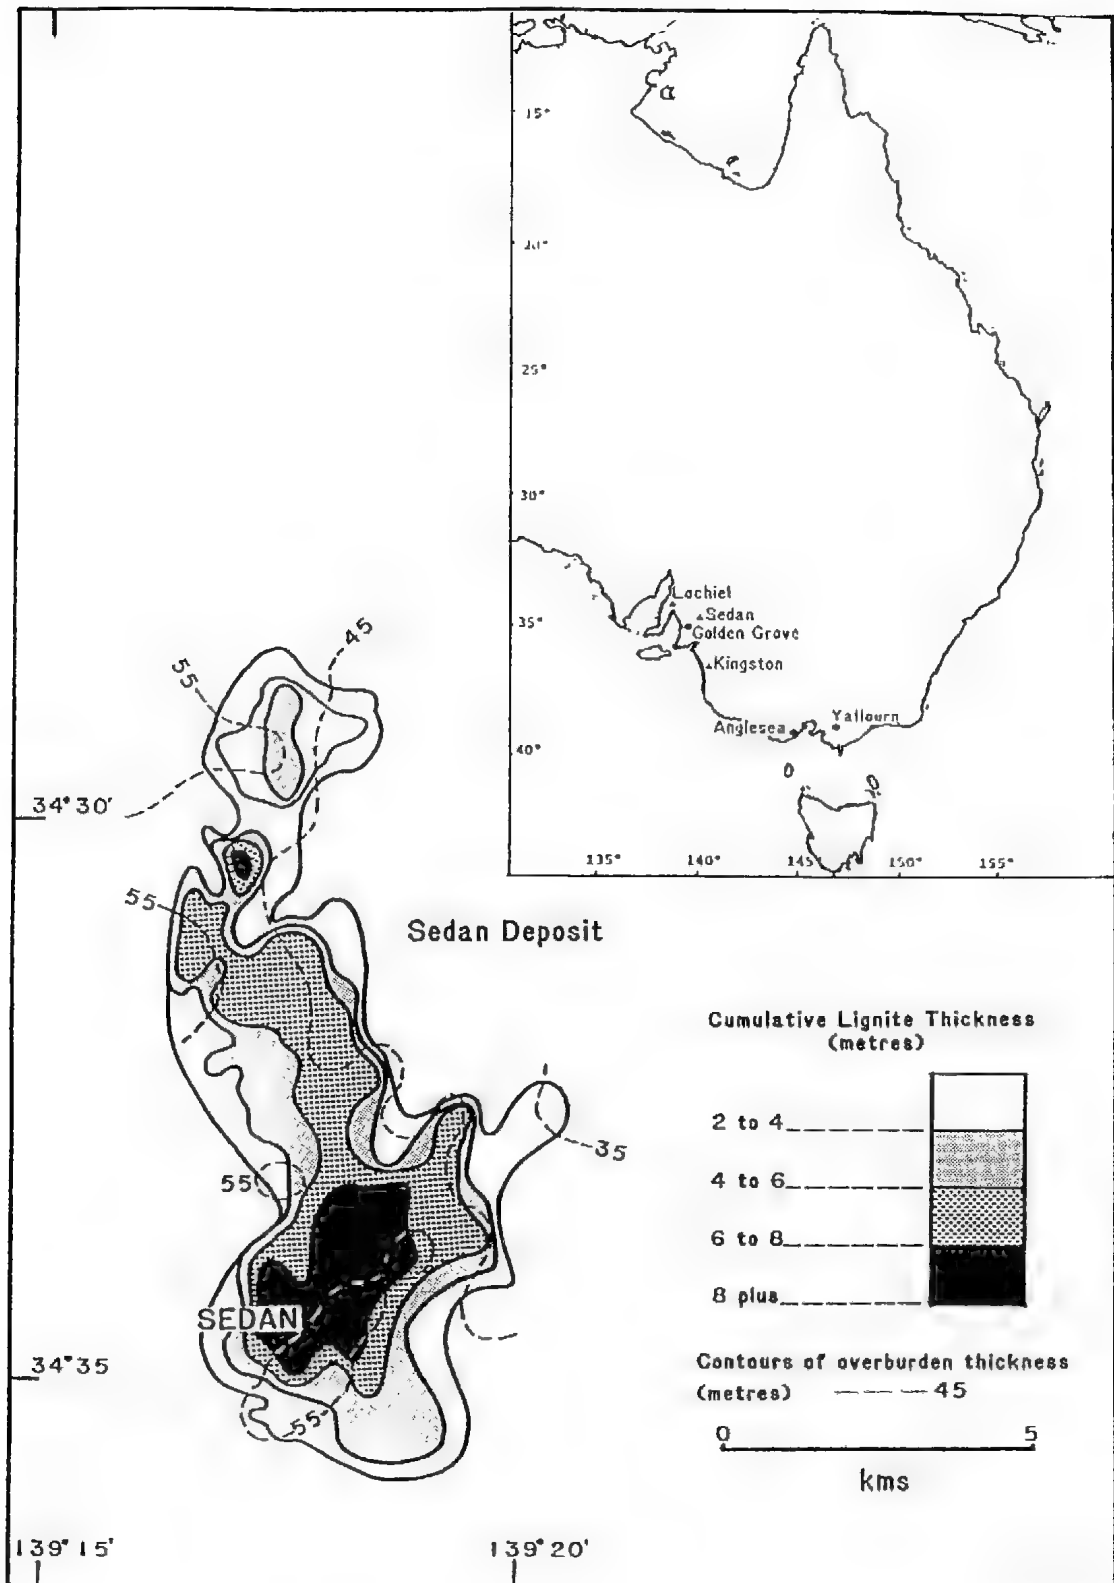 15°
20°
25°
30°
35°
40°
Lochiel
Sedan
Golden Grove
Kingston
Anglesea
Yallourn
135°
140°
145°
150°
155°
45
55
34°30'
55
Sedan Deposit
35
55
SEDAN
34°35
55
139°15'
139°20'
Cumulative Lignite Thickness
(metres)
2 to 4
4 to 6
6 to 8
8 plus
Contours of overburden thickness
(metres) — — — 45
0 5
kms